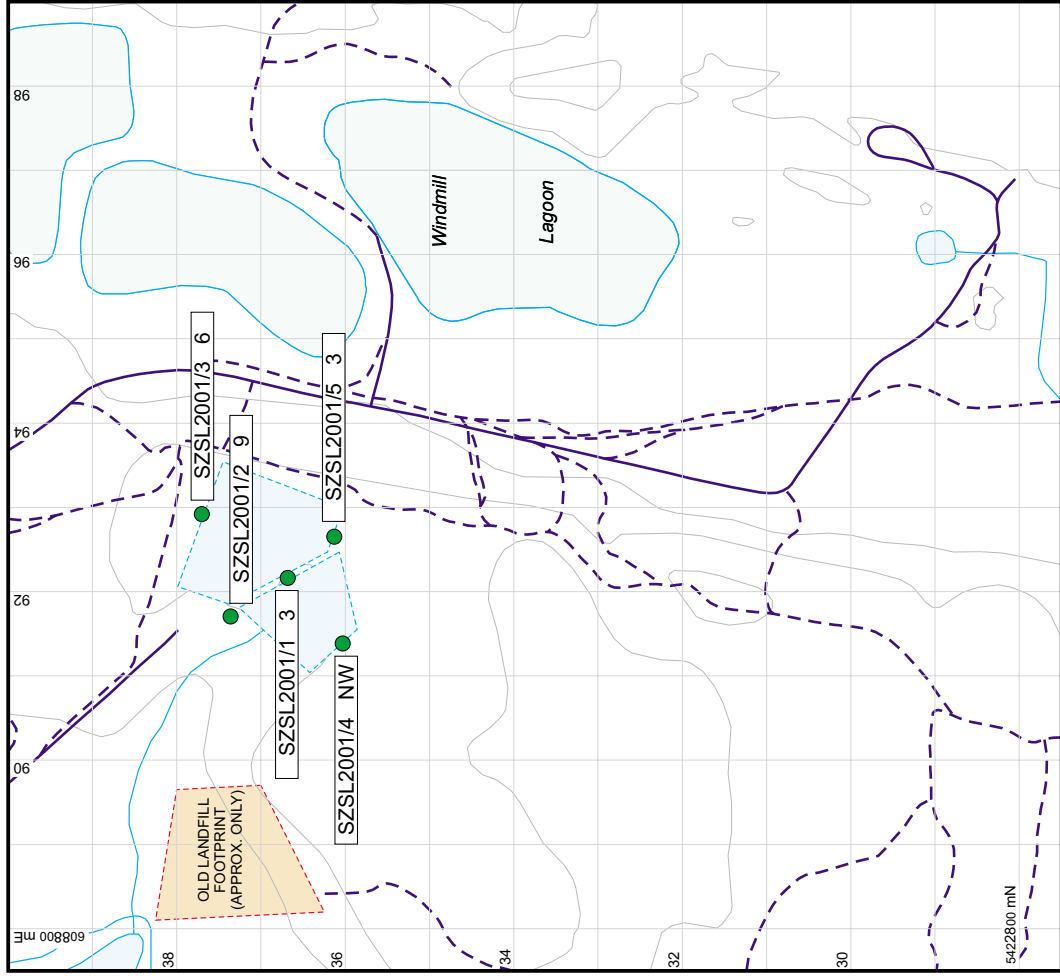 98
96
94
92
90
608800 mE
Windmill
Lagoon
SZSL2001/3 6
SZSL2001/2 9
SZSL2001/5 3
SZSL2001/1 3
SZSL2001/4 NW
OLD LANDFILL
FOOTPRINT
(APPROX. ONLY)
38
36
34
32
30
5422800 mN